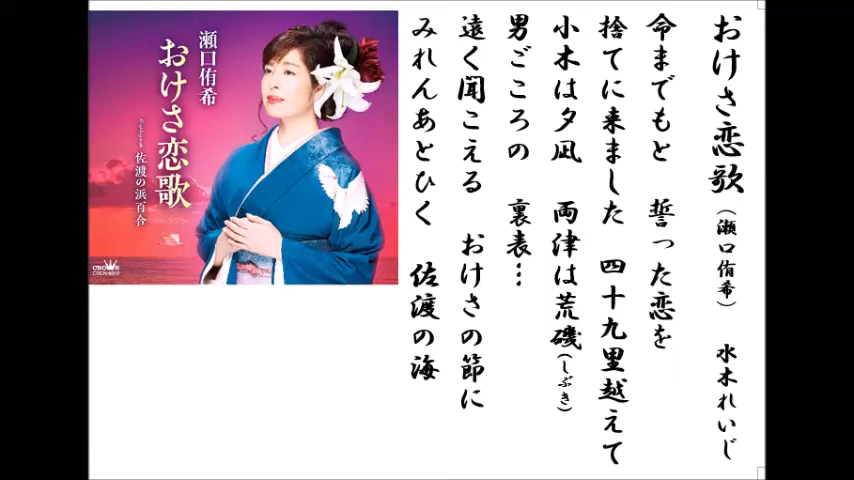 おけさ恋歌（瀬口侑希）　水木れいじ
命までもと　誓った恋を
捨てに来ました　四十九里越えて
小木は夕凪　両津は荒磯（しぶき）
男ごころの　裏表…
遠く聞こえる　おけさの節に
みれんあとひく　佐渡の海
瀬口侑希
おけさ恋歌
佐渡の浜百合
CROWN